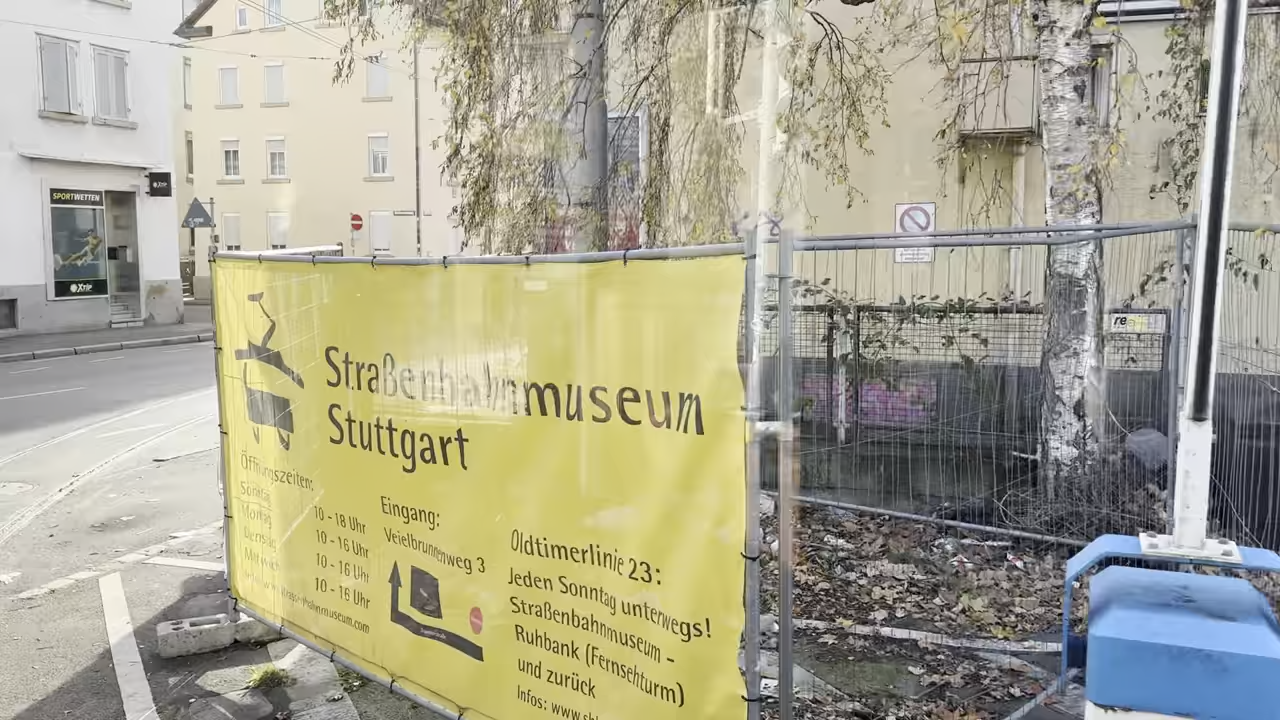 SPORTWETTEN
Xtip
Straßenbahnmuseum
Stuttgart
Öffnungszeiten:
Sonntag 10 - 18 Uhr
Montag 10 - 16 Uhr
Dienstag 10 - 16 Uhr
Mittwoch 10 - 16 Uhr
Eingang:
Veielbrunnenweg 3
Oldtimerlinie 23:
Jeden Sonntag unterwegs!
Straßenbahnmuseum -
Ruhbank (Fernsehturm)
und zurück
Infos: